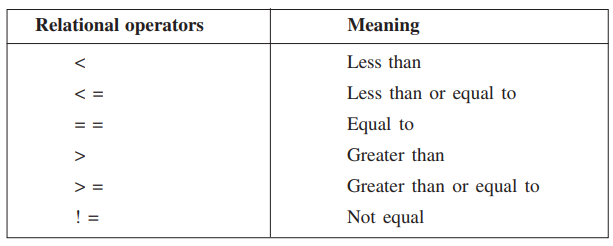 Relational operators Meaning
< Less than
< = Less than or equal to
= = Equal to
> Greater than
> = Greater than or equal to
! = Not equal